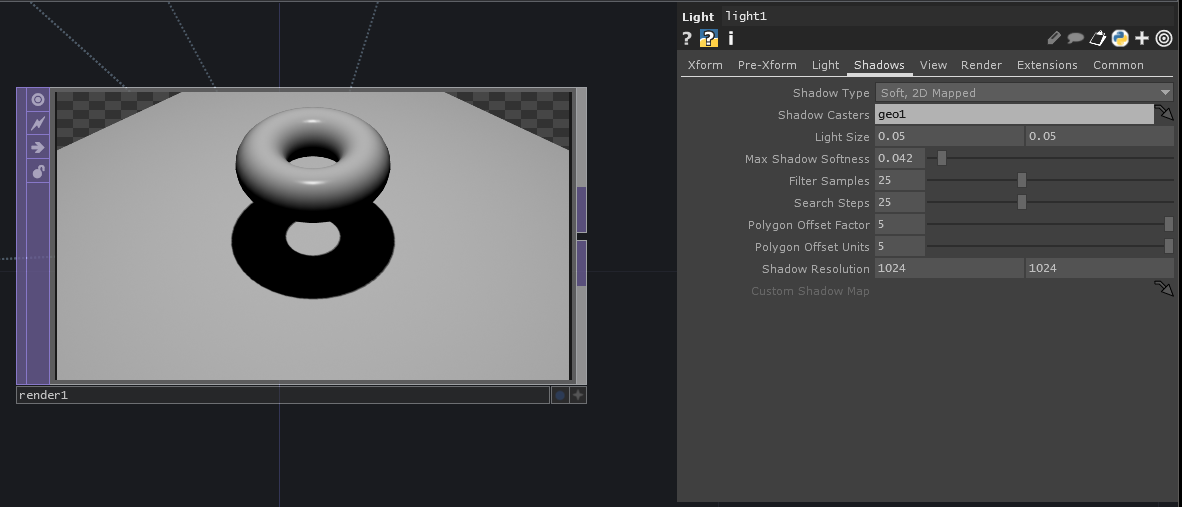 Light light1
? ? i
Xform Pre-Xform Light Shadows View Render Extensions Common
Shadow Type Soft, 2D Mapped
Shadow Casters geo1
Light Size 0.05 0.05
Max Shadow Softness 0.042
Filter Samples 25
Search Steps 25
Polygon Offset Factor 5
Polygon Offset Units 5
Shadow Resolution 1024 1024
Custom Shadow Map
render1